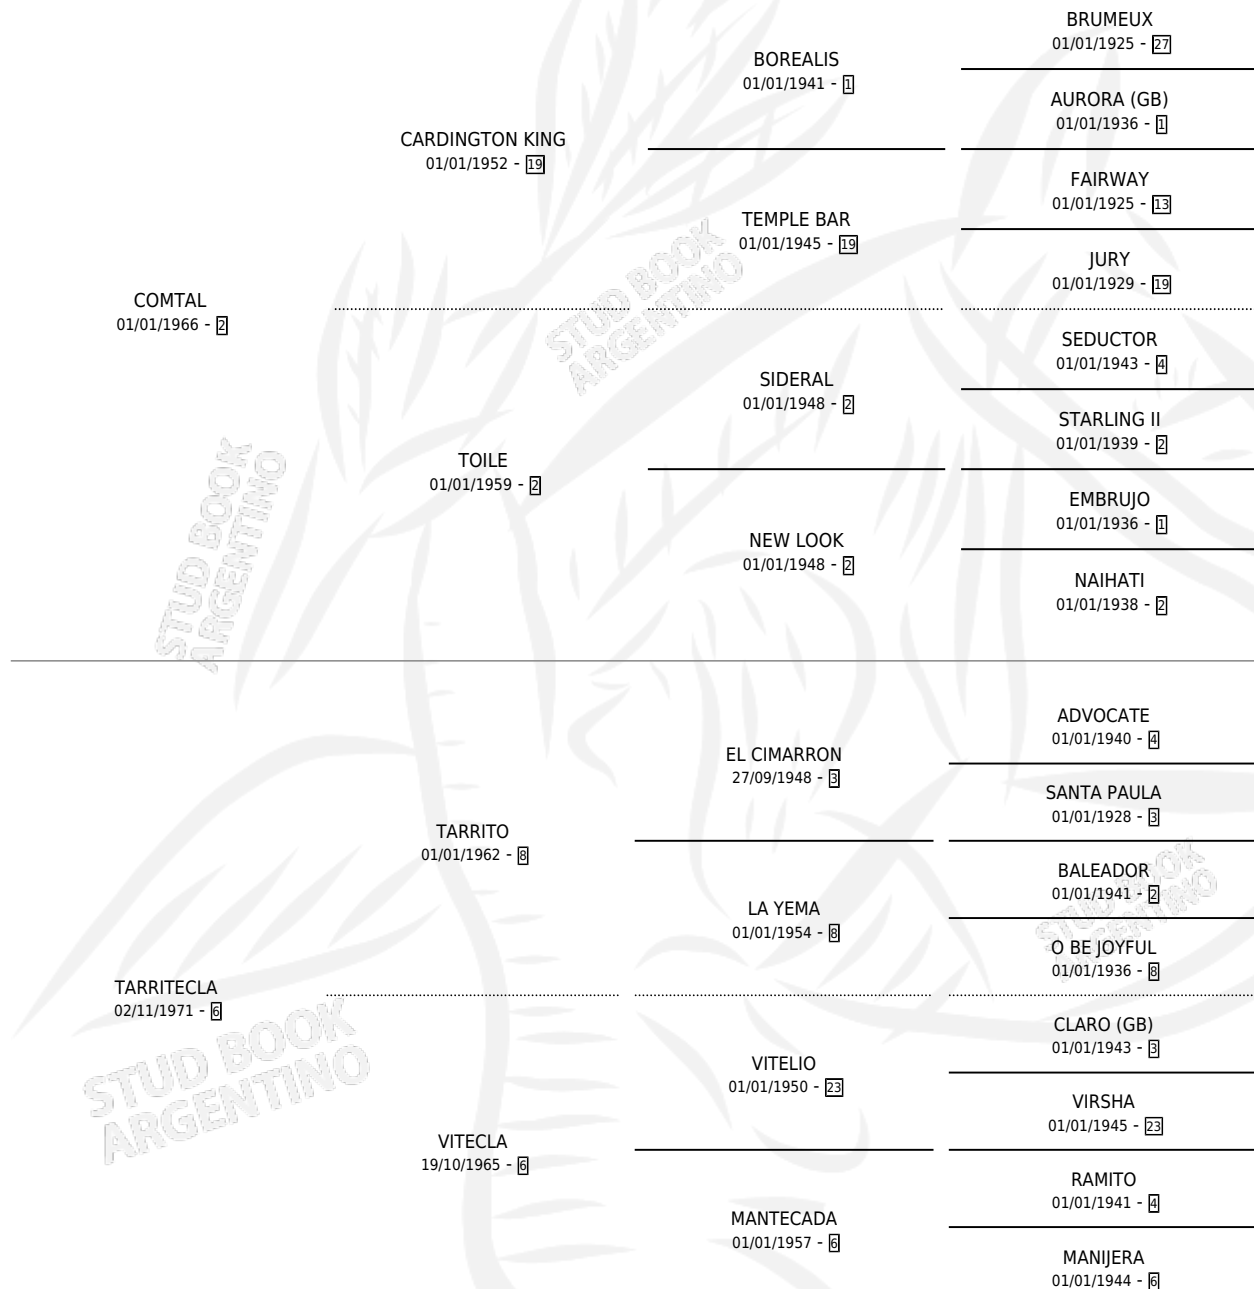 BRUMEUX
01/01/1925 - 27
BOREALIS
01/01/1941 - 1
AURORA (GB)
01/01/1936 - 1
CARDINGTON KING
01/01/1952 - 19
FAIRWAY
01/01/1925 - 13
TEMPLE BAR
01/01/1945 - 19
JURY
01/01/1929 - 19
COMTAL
01/01/1966 - 2
SEDUCTOR
01/01/1943 - 4
SIDERAL
01/01/1948 - 2
STARLING II
01/01/1939 - 2
TOILE
01/01/1959 - 2
EMBRUJO
01/01/1936 - 1
NEW LOOK
01/01/1948 - 2
NAIHATI
01/01/1938 - 2
ADVOCATE
01/01/1940 - 4
EL CIMARRON
27/09/1948 - 3
SANTA PAULA
01/01/1928 - 3
TARRITO
01/01/1962 - 8
BALEADOR
01/01/1941 - 2
LA YEMA
01/01/1954 - 8
O BE JOYFUL
01/01/1936 - 8
TARRITECLA
02/11/1971 - 6
CLARO (GB)
01/01/1943 - 3
VITELIO
01/01/1950 - 23
VIRSHA
01/01/1945 - 23
VITECLA
19/10/1965 - 6
RAMITO
01/01/1941 - 4
MANTECADA
01/01/1957 - 6
MANIJERA
01/01/1944 - 6
STUD BOOK
ARGENTINO
STUD BOOK
ARGENTINO
STUD BOOK
ARGENTINO
STUD BOOK
ARGENTINO